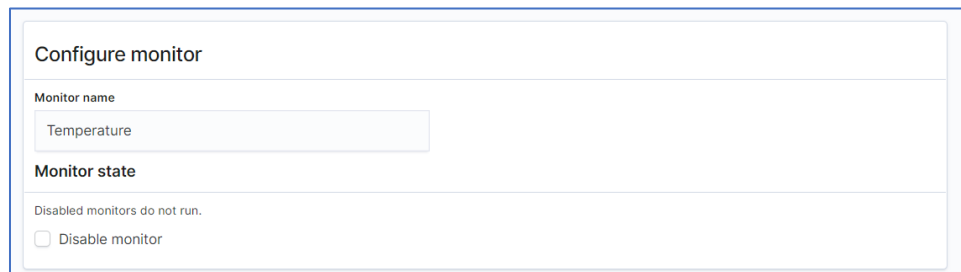 Configure monitor
Monitor name
Temperature
Monitor state
Disabled monitors do not run.
Disable monitor